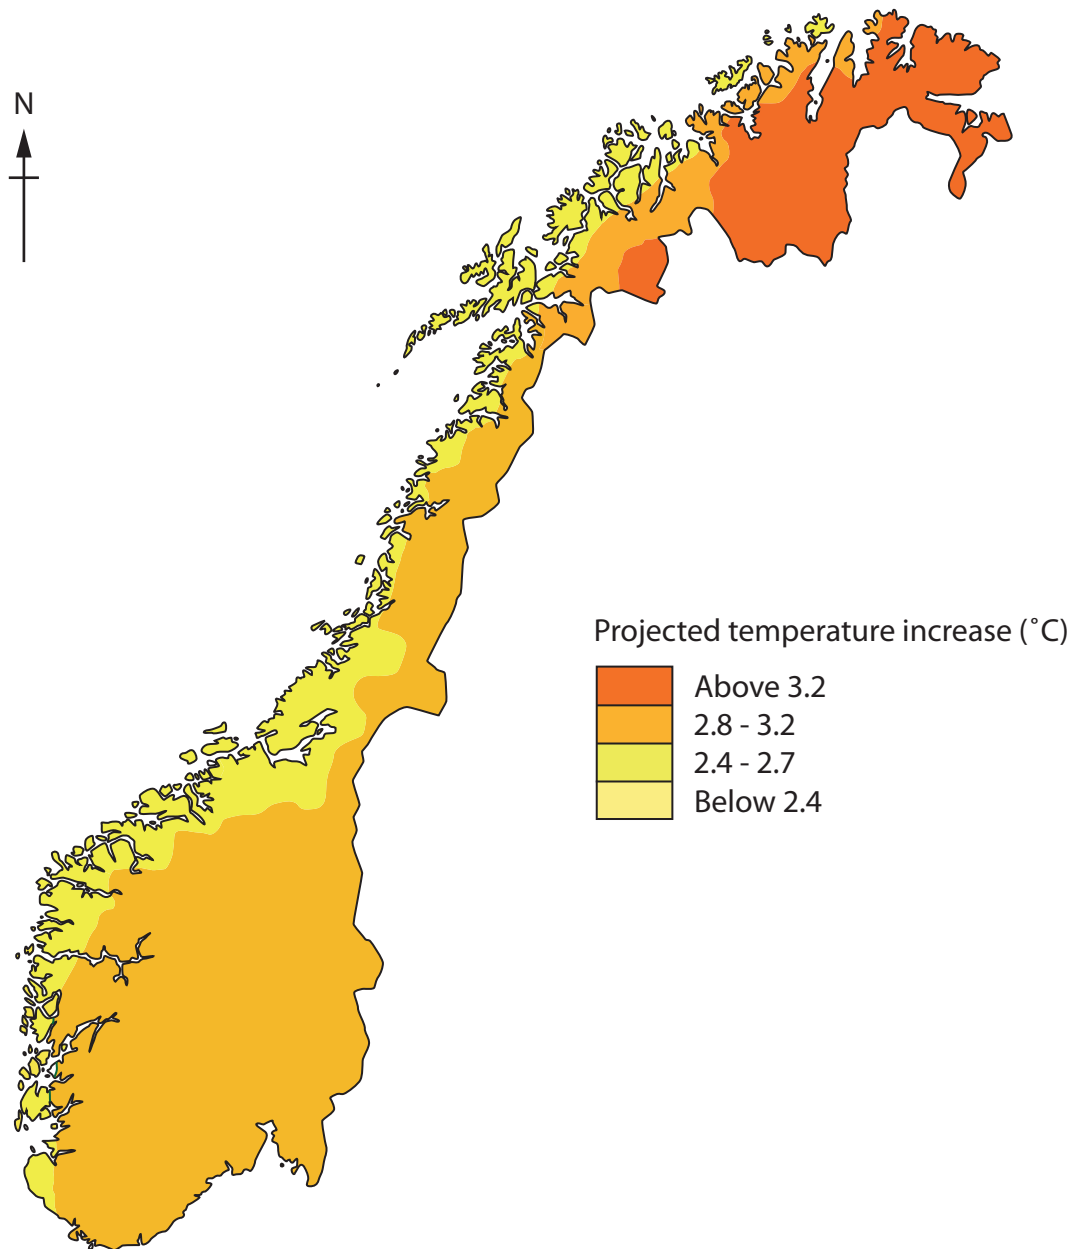 N
Projected temperature increase (˚C)
Above 3.2
2.8 - 3.2
2.4 - 2.7
Below 2.4